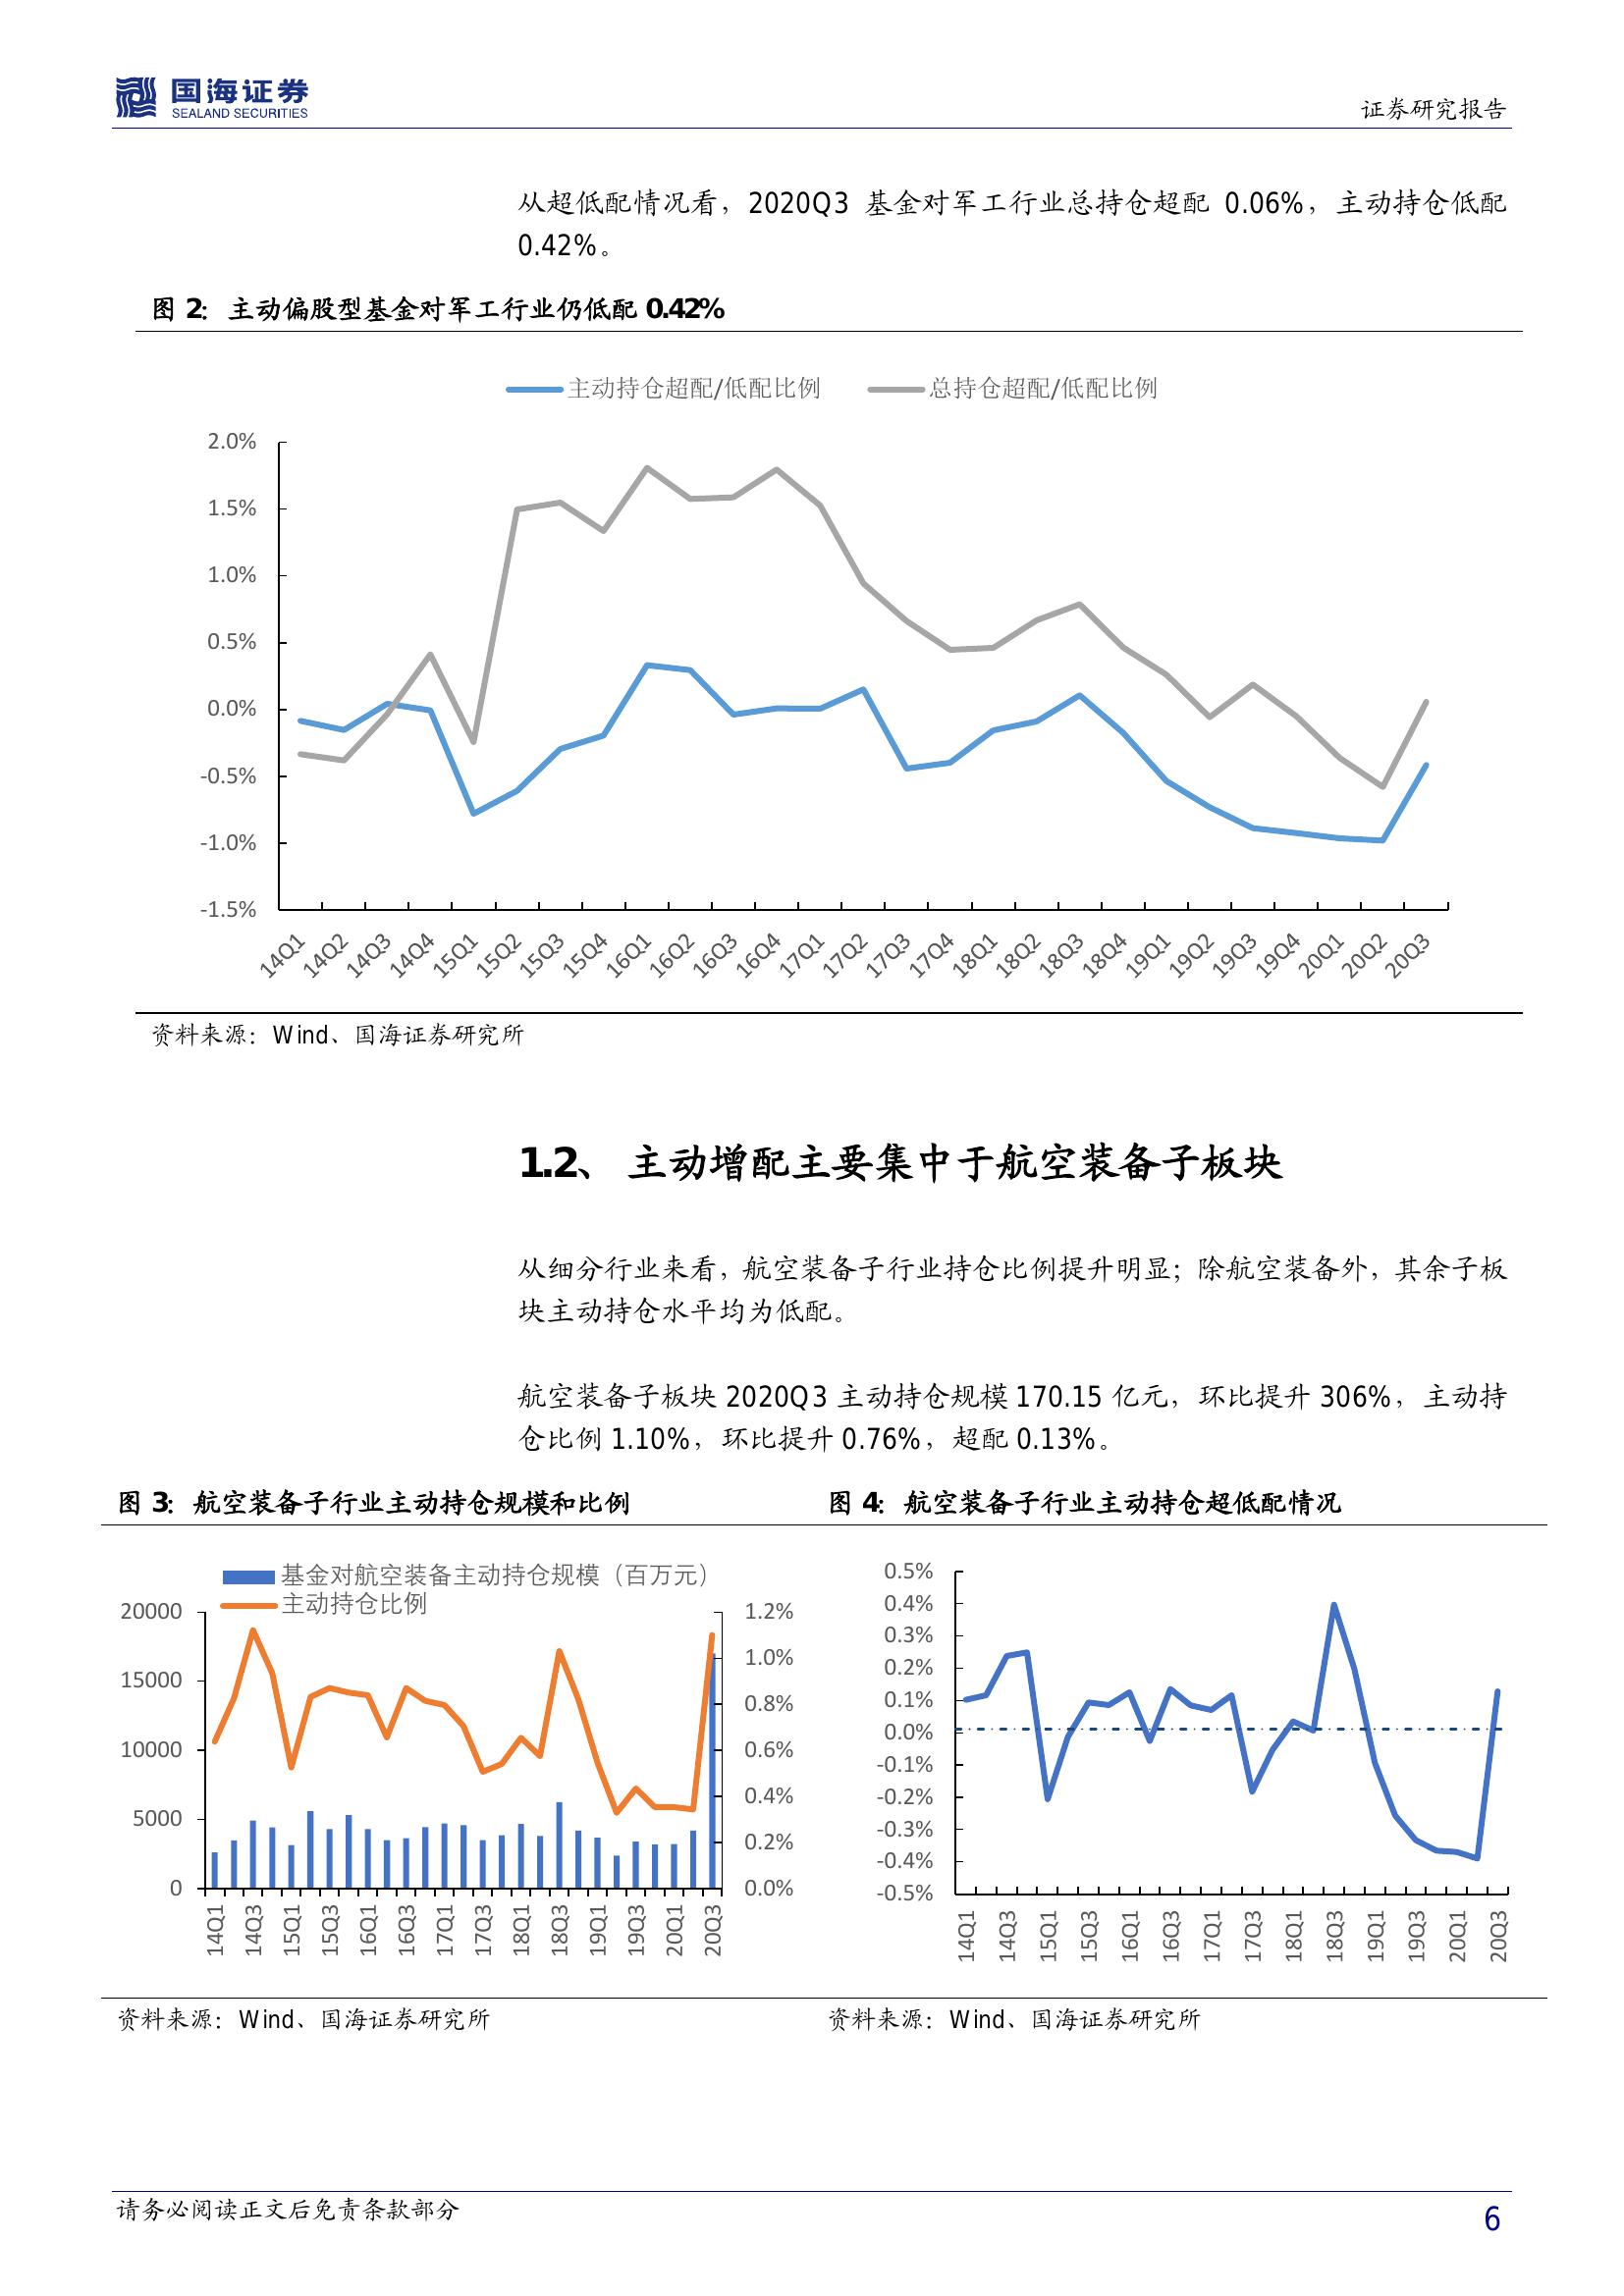 国海证券
SEALAND SECURITIES
证券研究报告
从超低配情况看，2020Q3 基金对军工行业总持仓超配 0.06%，主动持仓低配
0.42%。
图 2：主动偏股型基金对军工行业仍低配 0.42%
主动持仓超配/低配比例 总持仓超配/低配比例
2.0%
1.5%
1.0%
0.5%
0.0%
-0.5%
-1.0%
-1.5%
14Q1 14Q2 14Q3 14Q4 15Q1 15Q2 15Q3 15Q4 16Q1 16Q2 16Q3 16Q4 17Q1 17Q2 17Q3 17Q4 18Q1 18Q2 18Q3 18Q4 19Q1 19Q2 19Q3 19Q4 20Q1 20Q2 20Q3
资料来源：Wind、国海证券研究所
1.2、 主动增配主要集中于航空装备子板块
从细分行业来看，航空装备子行业持仓比例提升明显；除航空装备外，其余子板
块主动持仓水平均为低配。
航空装备子板块 2020Q3 主动持仓规模 170.15 亿元，环比提升 306%，主动持
仓比例 1.10%，环比提升 0.76%，超配 0.13%。
图 3：航空装备子行业主动持仓规模和比例
基金对航空装备主动持仓规模（百万元）
主动持仓比例
20000
15000
10000
5000
0
1.2%
1.0%
0.8%
0.6%
0.4%
0.2%
0.0%
14Q1 14Q3 15Q1 15Q3 16Q1 16Q3 17Q1 17Q3 18Q1 18Q3 19Q1 19Q3 20Q1 20Q3
资料来源：Wind、国海证券研究所
图 4：航空装备子行业主动持仓超低配情况
0.5%
0.4%
0.3%
0.2%
0.1%
0.0%
-0.1%
-0.2%
-0.3%
-0.4%
-0.5%
14Q1 14Q3 15Q1 15Q3 16Q1 16Q3 17Q1 17Q3 18Q1 18Q3 19Q1 19Q3 20Q1 20Q3
资料来源：Wind、国海证券研究所
请务必阅读正文后免责条款部分
6